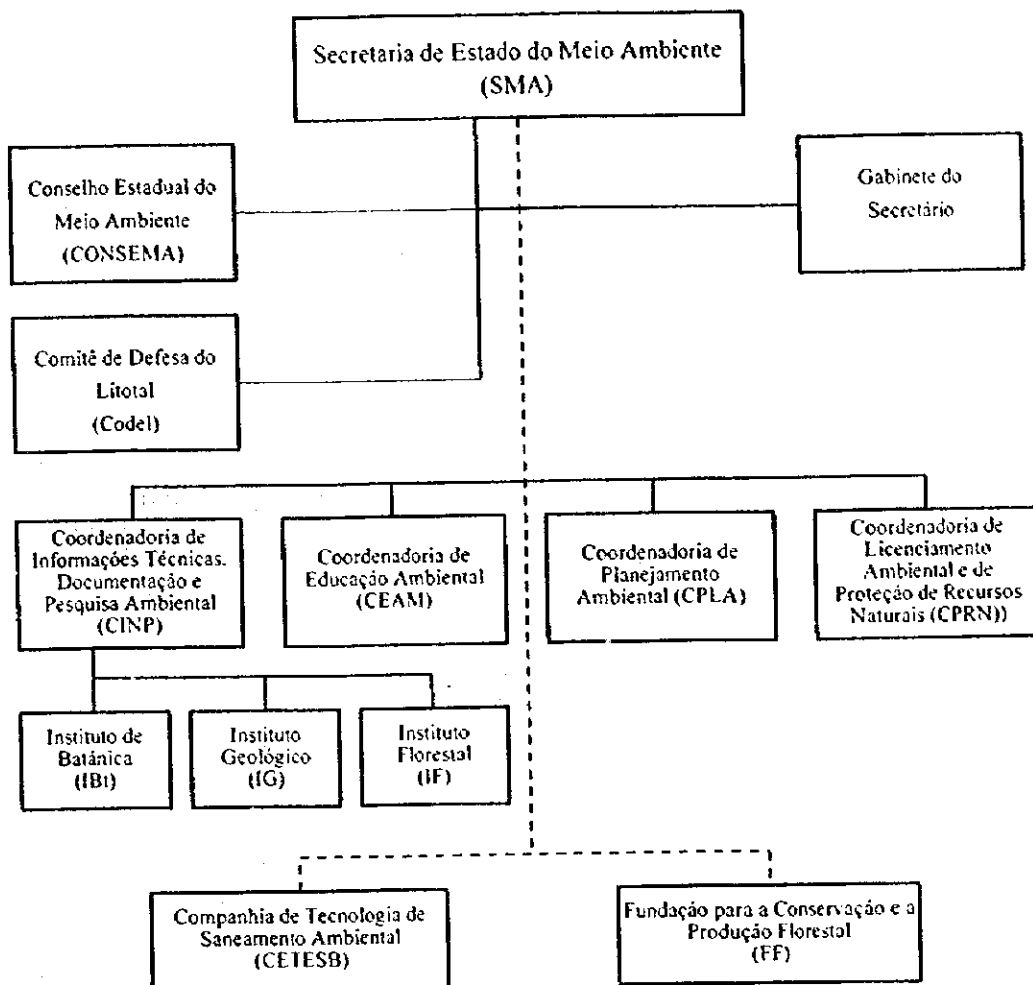 Secretaria de Estado do Meio Ambiente
(SMA)
Conselho Estadual do
Meio Ambiente
(CONSEMA)
Gabinete do
Secretário
Comitê de Defesa do
Litotal
(Codel)
Coordenadoria de
Informações Técnicas.
Documentação e
Pesquisa Ambiental
(CINP)
Coordenadoria de
Educação Ambiental
(CEAM)
Coordenadoria de
Planejamento
Ambiental (CPLA)
Coordenadoria de
Licenciamento
Ambiental e de
Proteção de Recursos
Naturais (CPRN))
Instituto de
Batánica
(IBt)
Instituto
Geológico
(IG)
Instituto
Florestal
(IF)
Companhia de Tecnologia de
Saneamento Ambiental
(CETESB)
Fundação para a Conservação e a
Produção Florestal
(FF)